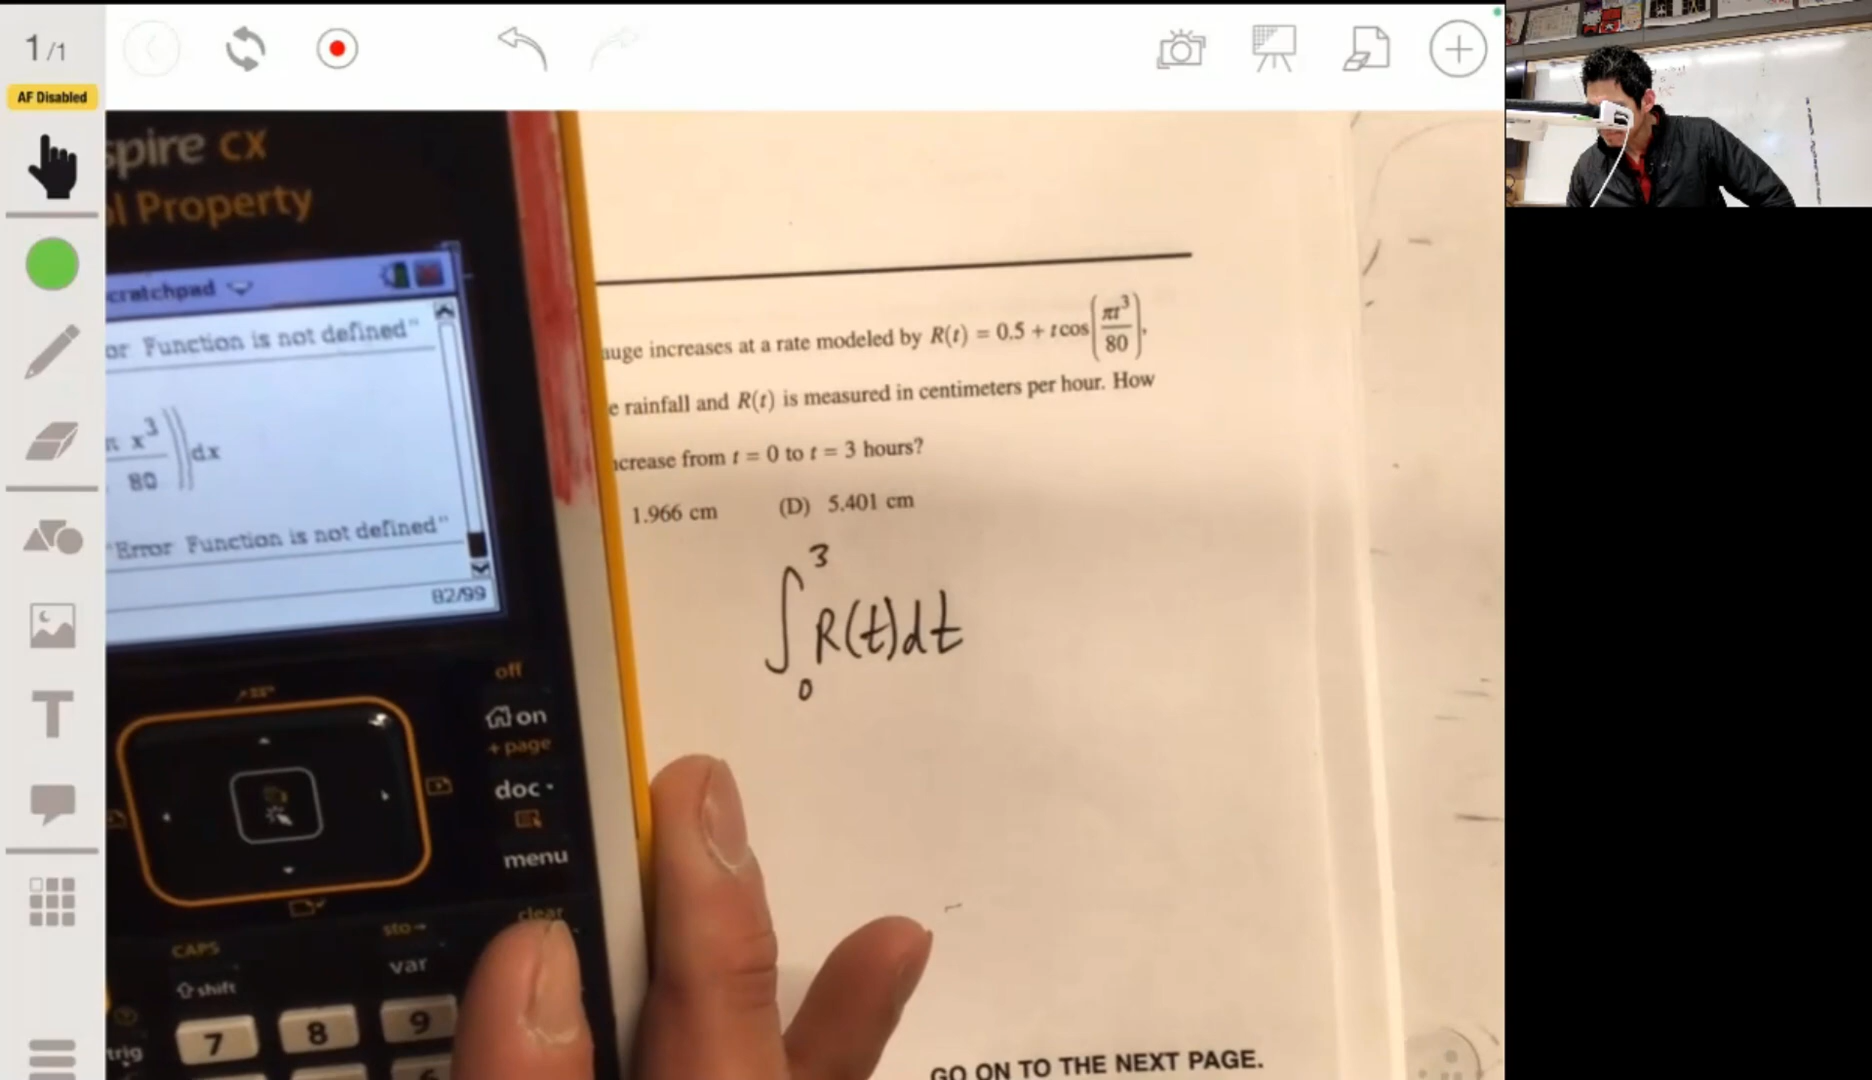 1/1
AF Disabled
spire CX
l Property
cratchpad
or Function is not defined"
π x³
80
dx
"Error Function is not defined"
82/99
off
on
+ page
doc
menu
clear
CAPS
sto→
var
⇧shift
trig
7
8
9
6
auge increases at a rate modeled by R(t) = 0.5 + t cos(πt³/80),
e rainfall and R(t) is measured in centimeters per hour. How
ncrease from t = 0 to t = 3 hours?
1.966 cm (D) 5.401 cm
∫₀³ R(t)dt
GO ON TO THE NEXT PAGE.
T